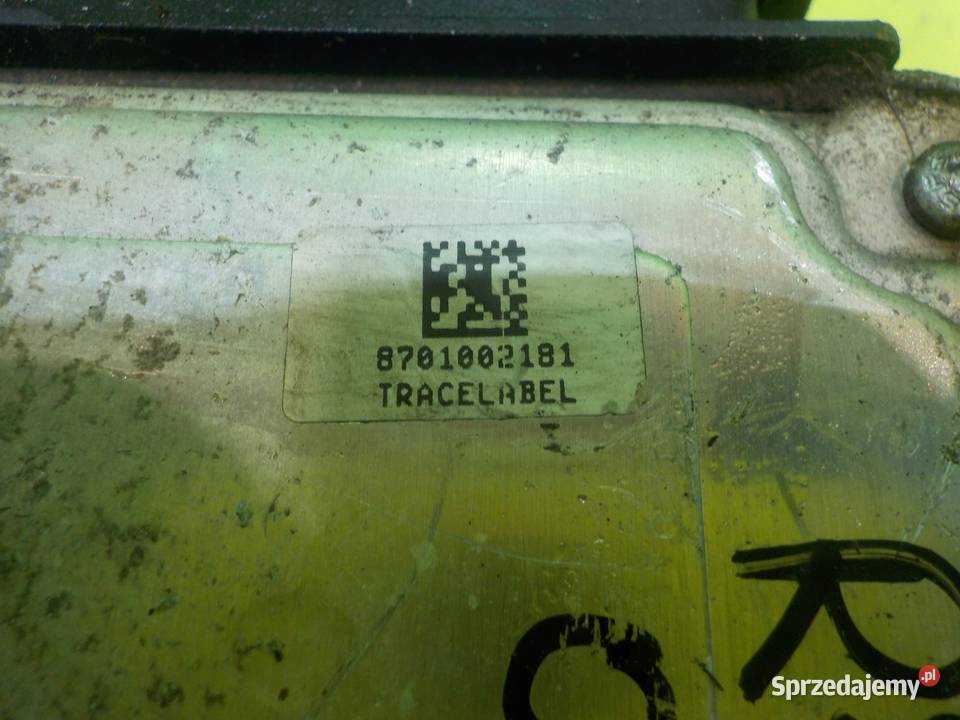 8701002181
TRACELABEL
R
Sprzedajemy.pl